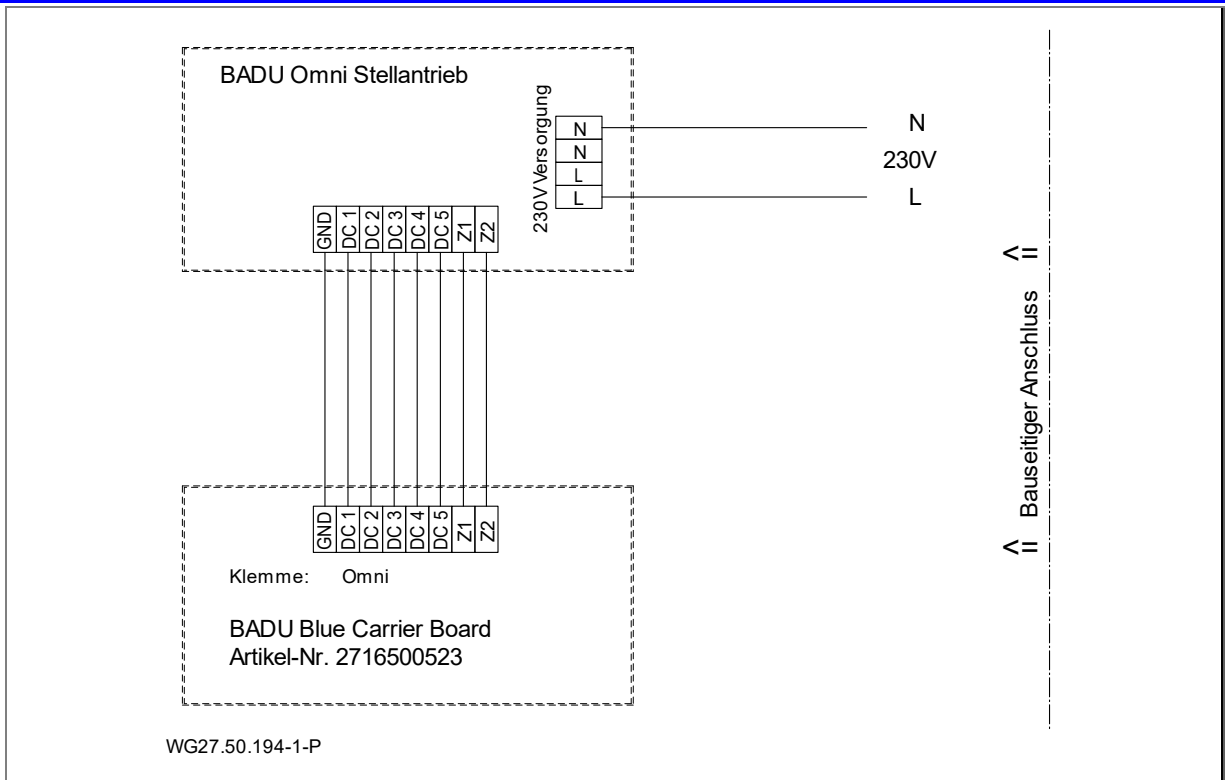 BADU Omni Stellantrieb
230V Versorgung
N
N
L
L
N
230V
L
GND
DC 1
DC 2
DC 3
DC 4
DC 5
Z1
Z2
<= Bauseitiger Anschluss <=
GND
DC 1
DC 2
DC 3
DC 4
DC 5
Z1
Z2
Klemme: Omni
BADU Blue Carrier Board
Artikel-Nr. 2716500523
WG27.50.194-1-P